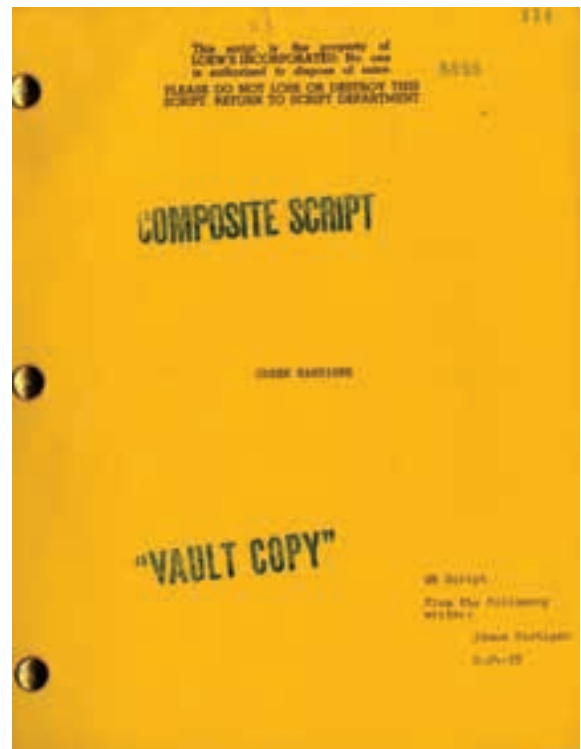 This script is the property of
LOEW'S INCORPORATED. No one
is authorized to dispose of same.
PLEASE DO NOT LOSE OR DESTROY THIS
SCRIPT. RETURN TO SCRIPT DEPARTMENT
COMPOSITE SCRIPT
GREEN MANSIONS
"VAULT COPY"
Script
From the following
writer: